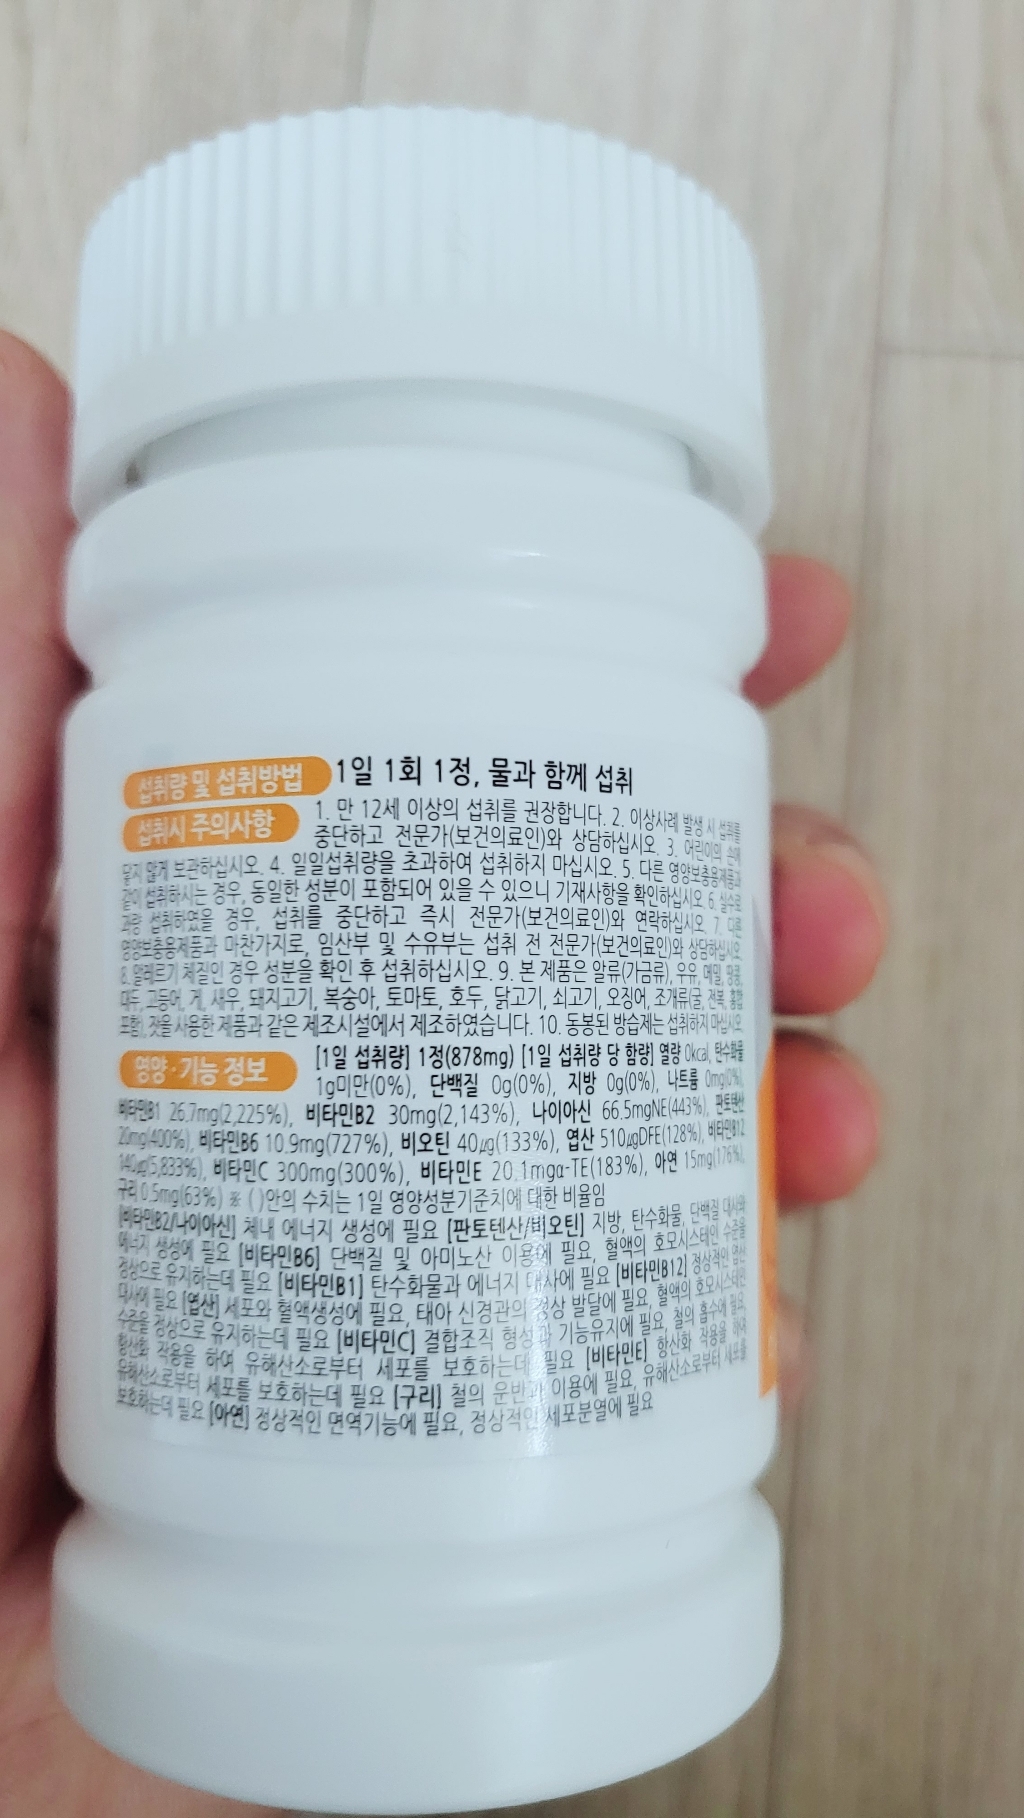 섭취량 및 섭취방법 1일 1회 1정, 물과 함께 섭취
섭취시 주의사항 1. 만 12세 이상의 섭취를 권장합니다. 2. 이상사례 발생 시 섭취를
중단하고 전문가(보건의료인)와 상담하십시오. 3. 어린이의 손에
닿지 않게 보관하십시오. 4. 일일섭취량을 초과하여 섭취하지 마십시오. 5. 다른 영양보충용제품과
같이 섭취하시는 경우, 동일한 성분이 포함되어 있을 수 있으니 기재사항을 확인하십시오. 6. 실수로
과량 섭취하였을 경우, 섭취를 중단하고 즉시 전문가(보건의료인)와 연락하십시오. 7. 다른
영양보충용제품과 마찬가지로, 임산부 및 수유부는 섭취 전 전문가(보건의료인)와 상담하십시오.
8. 알레르기 체질인 경우 성분을 확인 후 섭취하십시오. 9. 본 제품은 알류(가금류), 우유, 메밀, 땅콩,
대두, 고등어, 게, 새우, 돼지고기, 복숭아, 토마토, 호두, 닭고기, 쇠고기, 오징어, 조개류(굴, 전복, 홍합
포함), 잣을 사용한 제품과 같은 제조시설에서 제조하였습니다. 10. 동봉된 방습제는 섭취하지 마십시오.
영양·기능 정보 [1일 섭취량] 1정(878mg) [1일 섭취량 당 함량] 열량 0kcal, 탄수화물
1g미만(0%), 단백질 0g(0%), 지방 0g(0%), 나트륨 0mg(0%),
비타민B1 26.7mg(2,225%), 비타민B2 30mg(2,143%), 나이아신 66.5mgNE(443%), 판토텐산
20mg(400%), 비타민B6 10.9mg(727%), 비오틴 40㎍(133%), 엽산 510㎍DFE(128%), 비타민B12
140㎍(5,833%), 비타민C 300mg(300%), 비타민E 20.1mgα-TE(183%), 아연 15mg(176%),
구리 0.5mg(63%) ※ ( )안의 수치는 1일 영양성분기준치에 대한 비율임
[비타민B2/나이아신] 체내 에너지 생성에 필요 [판토텐산/비오틴] 지방, 탄수화물, 단백질 대사와
에너지 생성에 필요 [비타민B6] 단백질 및 아미노산 이용에 필요, 혈액의 호모시스테인 수준을
정상으로 유지하는데 필요 [비타민B1] 탄수화물과 에너지 대사에 필요 [비타민B12] 정상적인 엽산
대사에 필요 [엽산] 세포와 혈액생성에 필요, 태아 신경관의 정상 발달에 필요, 혈액의 호모시스테인
수준을 정상으로 유지하는데 필요 [비타민C] 결합조직 형성과 기능유지에 필요, 철의 흡수에 필요,
항산화 작용을 하여 유해산소로부터 세포를 보호하는데 필요 [비타민E] 항산화 작용을 하여
유해산소로부터 세포를 보호하는데 필요 [구리] 철의 운반과 이용에 필요, 유해산소로부터 세포를
보호하는데 필요 [아연] 정상적인 면역기능에 필요, 정상적인 세포분열에 필요